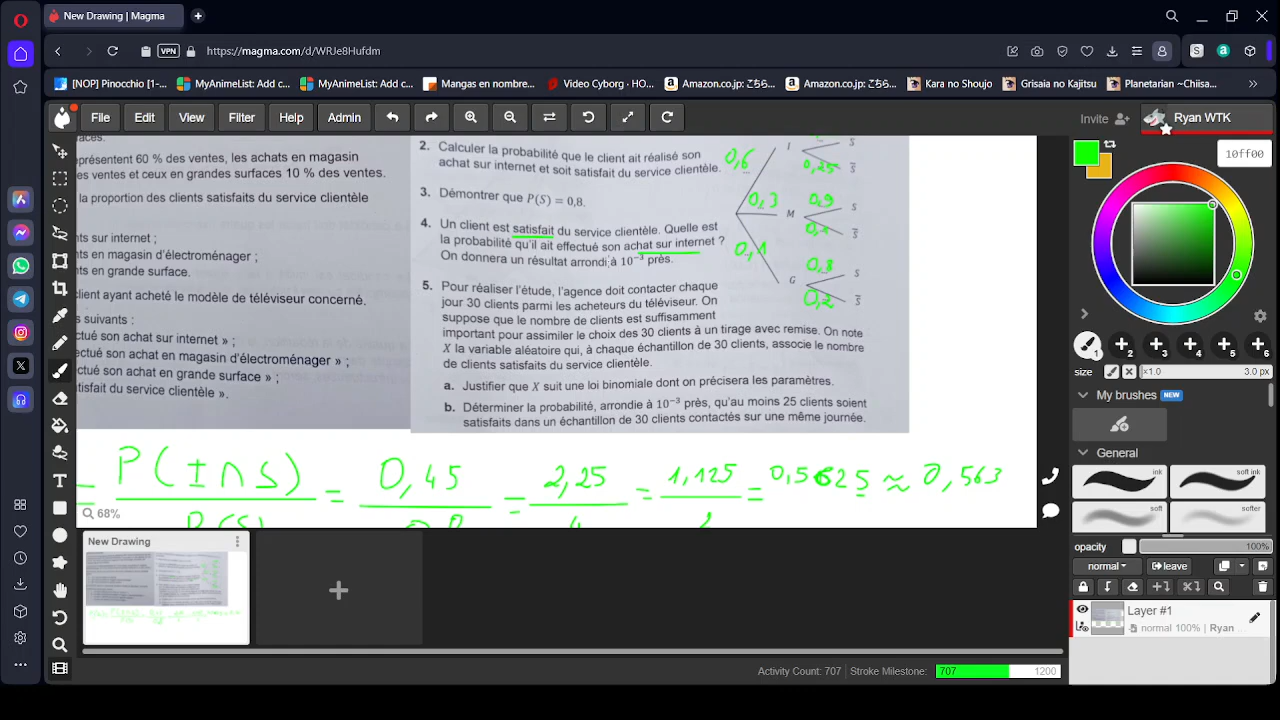 New Drawing | Magma
VPN
https://magma.com/d/WRJe8Hufdm
[NOP] Pinocchio [1-...
MyAnimeList: Add c...
MyAnimeList: Add c...
Mangas en nombre...
Video Cyborg - HO...
Amazon.co.jp: こちら...
Amazon.co.jp: こちら...
Kara no Shoujo
Grisaia no Kajitsu
Planetarian ~Chiisa...
File
Edit
View
Filter
Help
Admin
Invite
Ryan WTK
10ff00
présentent 60 % des ventes, les achats en magasin
es ventes et ceux en grandes surfaces 10 % des ventes.
r la proportion des clients satisfaits du service clientèle
nts sur internet ;
nts en magasin d'électroménager ;
nts en grande surface.
client ayant acheté le modèle de téléviseur concerné.
s suivants :
ctué son achat sur internet » ;
ectué son achat en magasin d'électroménager » ;
ctué son achat en grande surface » ;
tisfait du service clientèle ».
2. Calculer la probabilité que le client ait réalisé son
achat sur internet et soit satisfait du service clientèle.
3. Démontrer que P(S) = 0,8.
4. Un client est satisfait du service clientèle. Quelle est
la probabilité qu'il ait effectué son achat sur internet ?
On donnera un résultat arrondi à 10⁻³ près.
5. Pour réaliser l'étude, l'agence doit contacter chaque
jour 30 clients parmi les acheteurs du téléviseur. On
suppose que le nombre de clients est suffisamment
important pour assimiler le choix des 30 clients à un tirage avec remise. On note
X la variable aléatoire qui, à chaque échantillon de 30 clients, associe le nombre
de clients satisfaits du service clientèle.
a. Justifier que X suit une loi binomiale dont on précisera les paramètres.
b. Déterminer la probabilité, arrondie à 10⁻³ près, qu'au moins 25 clients soient
satisfaits dans un échantillon de 30 clients contactés sur une même journée.
I
S
0,6
0,25
S̅
0,3
0,9
S
M
0,1
S̅
0,1
0,8
S
G
0,2
S̅
= P(I∩S) = 0,45 = 2,25 = 1,125 = 0,5625 ≈ 0,563
P(S)
68%
New Drawing
size
x1.0
3.0 px
My brushes
NEW
General
ink
soft ink
soft
softer
opacity
100%
normal
leave
Layer #1
normal 100% | Ryan
Activity Count: 707
Stroke Milestone:
707
1200